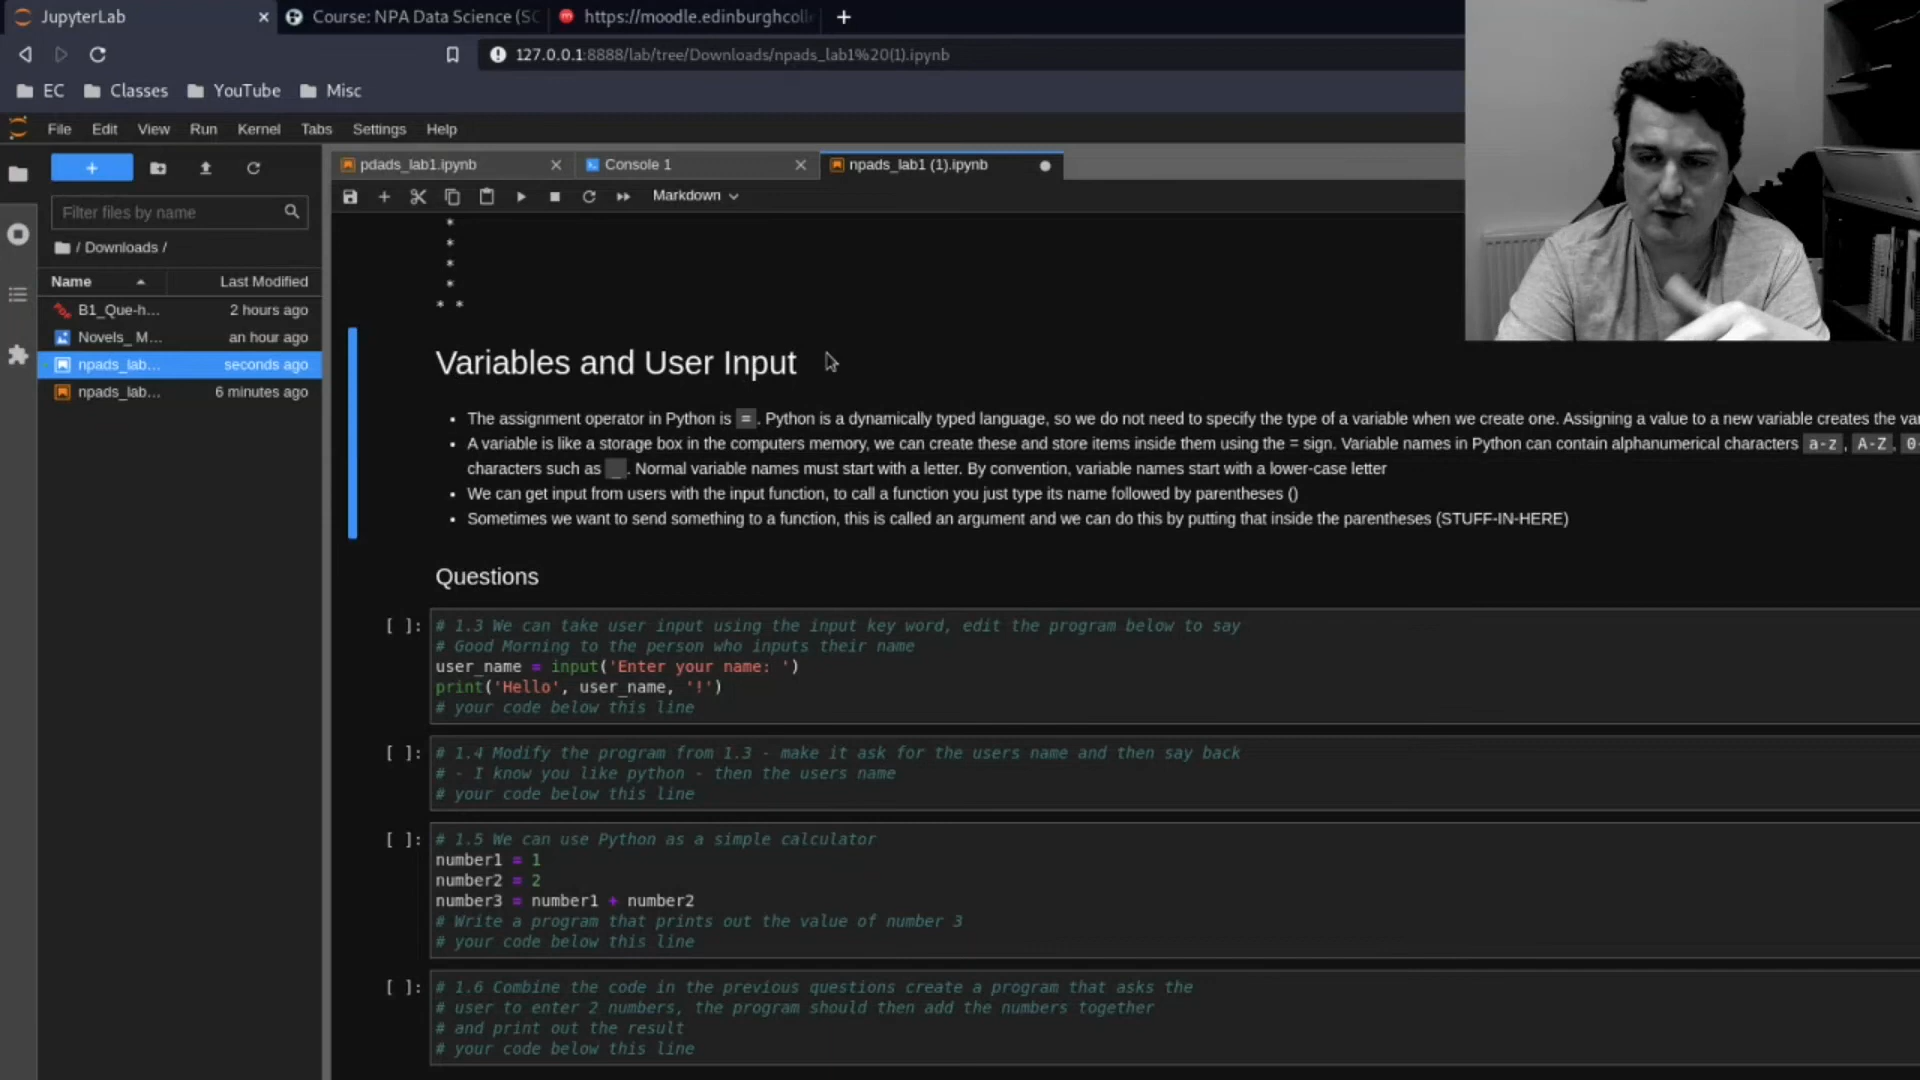 JupyterLab
Course: NPA Data Science (SC
https://moodle.edinburghcoll
127.0.0.1:8888/lab/tree/Downloads/npads_lab1%20(1).ipynb
EC Classes YouTube Misc
File Edit View Run Kernel Tabs Settings Help
pdads_lab1.ipynb
Console 1
npads_lab1 (1).ipynb
Markdown
Filter files by name
/ Downloads /
Name Last Modified
B1_Que-h... 2 hours ago
Novels_ M... an hour ago
npads_lab... seconds ago
npads_lab... 6 minutes ago
*
*
*
*
* *
Variables and User Input
• The assignment operator in Python is = . Python is a dynamically typed language, so we do not need to specify the type of a variable when we create one. Assigning a value to a new variable creates the va
• A variable is like a storage box in the computers memory, we can create these and store items inside them using the = sign. Variable names in Python can contain alphanumerical characters a-z , A-Z , 0-
characters such as _ . Normal variable names must start with a letter. By convention, variable names start with a lower-case letter
• We can get input from users with the input function, to call a function you just type its name followed by parentheses ()
• Sometimes we want to send something to a function, this is called an argument and we can do this by putting that inside the parentheses (STUFF-IN-HERE)
Questions
[ ]: # 1.3 We can take user input using the input key word, edit the program below to say
# Good Morning to the person who inputs their name
user_name = input('Enter your name: ')
print('Hello', user_name, '!')
# your code below this line
[ ]: # 1.4 Modify the program from 1.3 - make it ask for the users name and then say back
# - I know you like python - then the users name
# your code below this line
[ ]: # 1.5 We can use Python as a simple calculator
number1 = 1
number2 = 2
number3 = number1 + number2
# Write a program that prints out the value of number 3
# your code below this line
[ ]: # 1.6 Combine the code in the previous questions create a program that asks the
# user to enter 2 numbers, the program should then add the numbers together
# and print out the result
# your code below this line